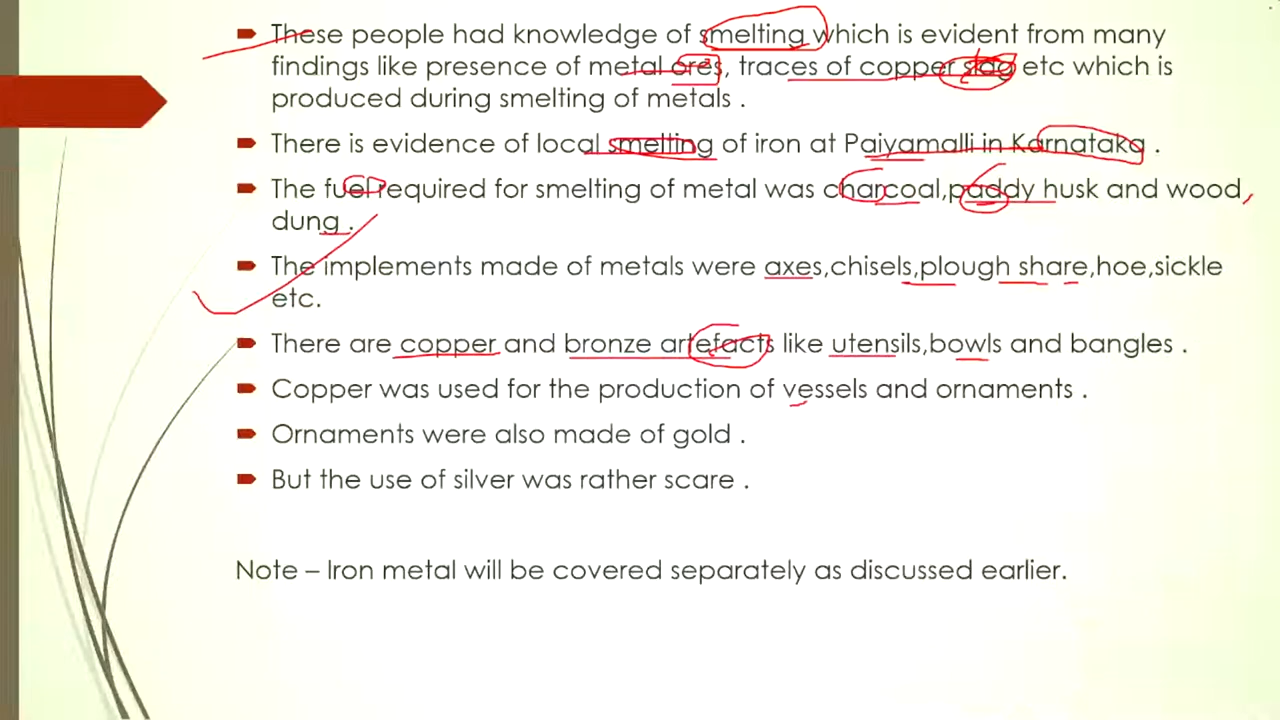 These people had knowledge of smelting which is evident from many
findings like presence of metal ores, traces of copper slag etc which is
produced during smelting of metals .
There is evidence of local smelting of iron at Paiyamalli in Karnataka .
The fuel required for smelting of metal was charcoal,paddy husk and wood,
dung .
The implements made of metals were axes,chisels,plough share,hoe,sickle
etc.
There are copper and bronze artefacts like utensils,bowls and bangles .
Copper was used for the production of vessels and ornaments .
Ornaments were also made of gold .
But the use of silver was rather scare .
Note – Iron metal will be covered separately as discussed earlier.